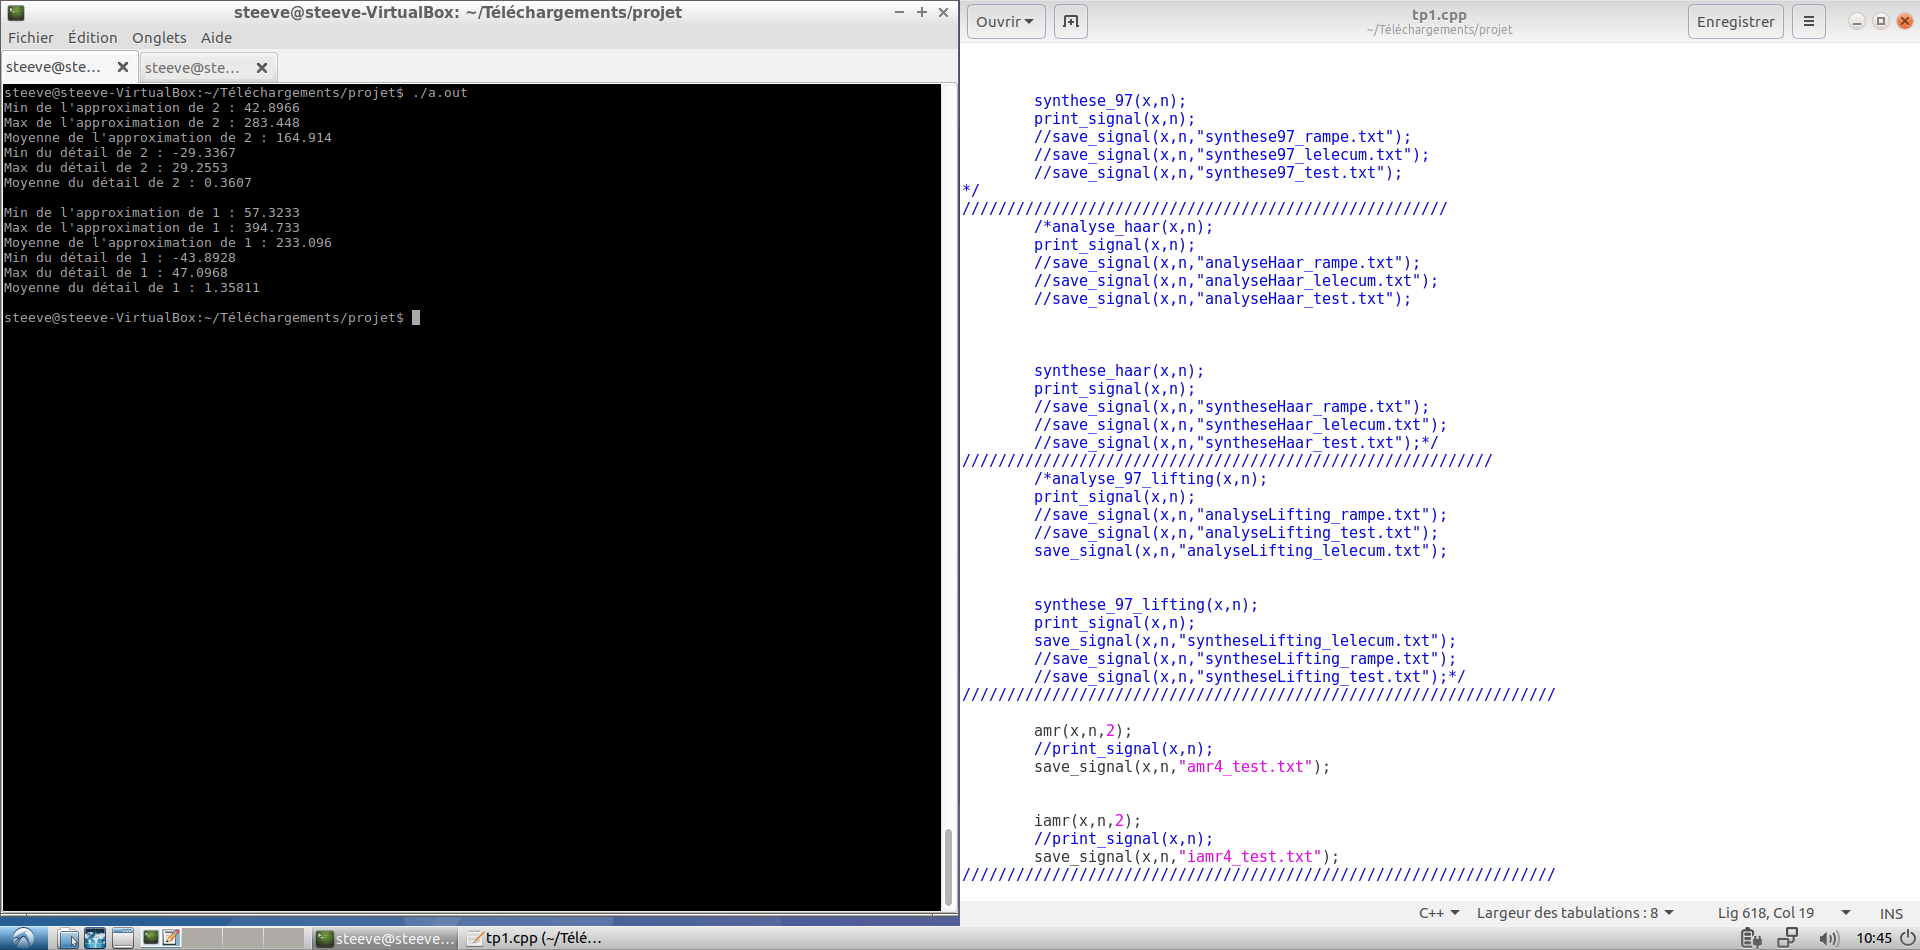 steeve@steeve-VirtualBox: ~/Téléchargements/projet
Fichier Édition Onglets Aide
steeve@ste... steeve@ste...
steeve@steeve-VirtualBox:~/Téléchargements/projet$ ./a.out
Min de l'approximation de 2 : 42.8966
Max de l'approximation de 2 : 283.448
Moyenne de l'approximation de 2 : 164.914
Min du détail de 2 : -29.3367
Max du détail de 2 : 29.2553
Moyenne du détail de 2 : 0.3607
Min de l'approximation de 1 : 57.3233
Max de l'approximation de 1 : 394.733
Moyenne de l'approximation de 1 : 233.096
Min du détail de 1 : -43.8928
Max du détail de 1 : 47.0968
Moyenne du détail de 1 : 1.35811
steeve@steeve-VirtualBox:~/Téléchargements/projet$
Ouvrir
tp1.cpp
~/Téléchargements/projet
Enregistrer
synthese_97(x,n);
print_signal(x,n);
//save_signal(x,n,"synthese97_rampe.txt");
//save_signal(x,n,"synthese97_lelecum.txt");
//save_signal(x,n,"synthese97_test.txt");
*/
//////////////////////////////////////////////////////
/*analyse_haar(x,n);
print_signal(x,n);
//save_signal(x,n,"analyseHaar_rampe.txt");
//save_signal(x,n,"analyseHaar_lelecum.txt");
//save_signal(x,n,"analyseHaar_test.txt");
synthese_haar(x,n);
print_signal(x,n);
//save_signal(x,n,"syntheseHaar_rampe.txt");
//save_signal(x,n,"syntheseHaar_lelecum.txt");
//save_signal(x,n,"syntheseHaar_test.txt");*/
///////////////////////////////////////////////////////////
/*analyse_97_lifting(x,n);
print_signal(x,n);
//save_signal(x,n,"analyseLifting_rampe.txt");
//save_signal(x,n,"analyseLifting_test.txt");
save_signal(x,n,"analyseLifting_lelecum.txt");
synthese_97_lifting(x,n);
print_signal(x,n);
save_signal(x,n,"syntheseLifting_lelecum.txt");
//save_signal(x,n,"syntheseLifting_rampe.txt");
//save_signal(x,n,"syntheseLifting_test.txt");*/
//////////////////////////////////////////////////////////////////
amr(x,n,2);
//print_signal(x,n);
save_signal(x,n,"amr4_test.txt");
iamr(x,n,2);
//print_signal(x,n);
save_signal(x,n,"iamr4_test.txt");
//////////////////////////////////////////////////////////////////
C++ Largeur des tabulations : 8 Lig 618, Col 19 INS
steeve@steeve... tp1.cpp (~/Télé... 10:45